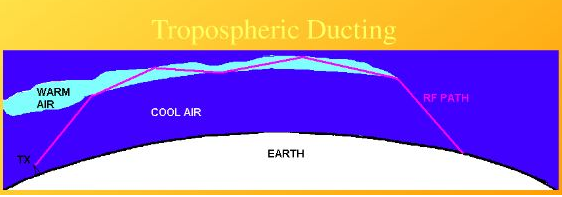 Tropospheric Ducting
WARM
AIR
COOL AIR
RF PATH
TX
EARTH